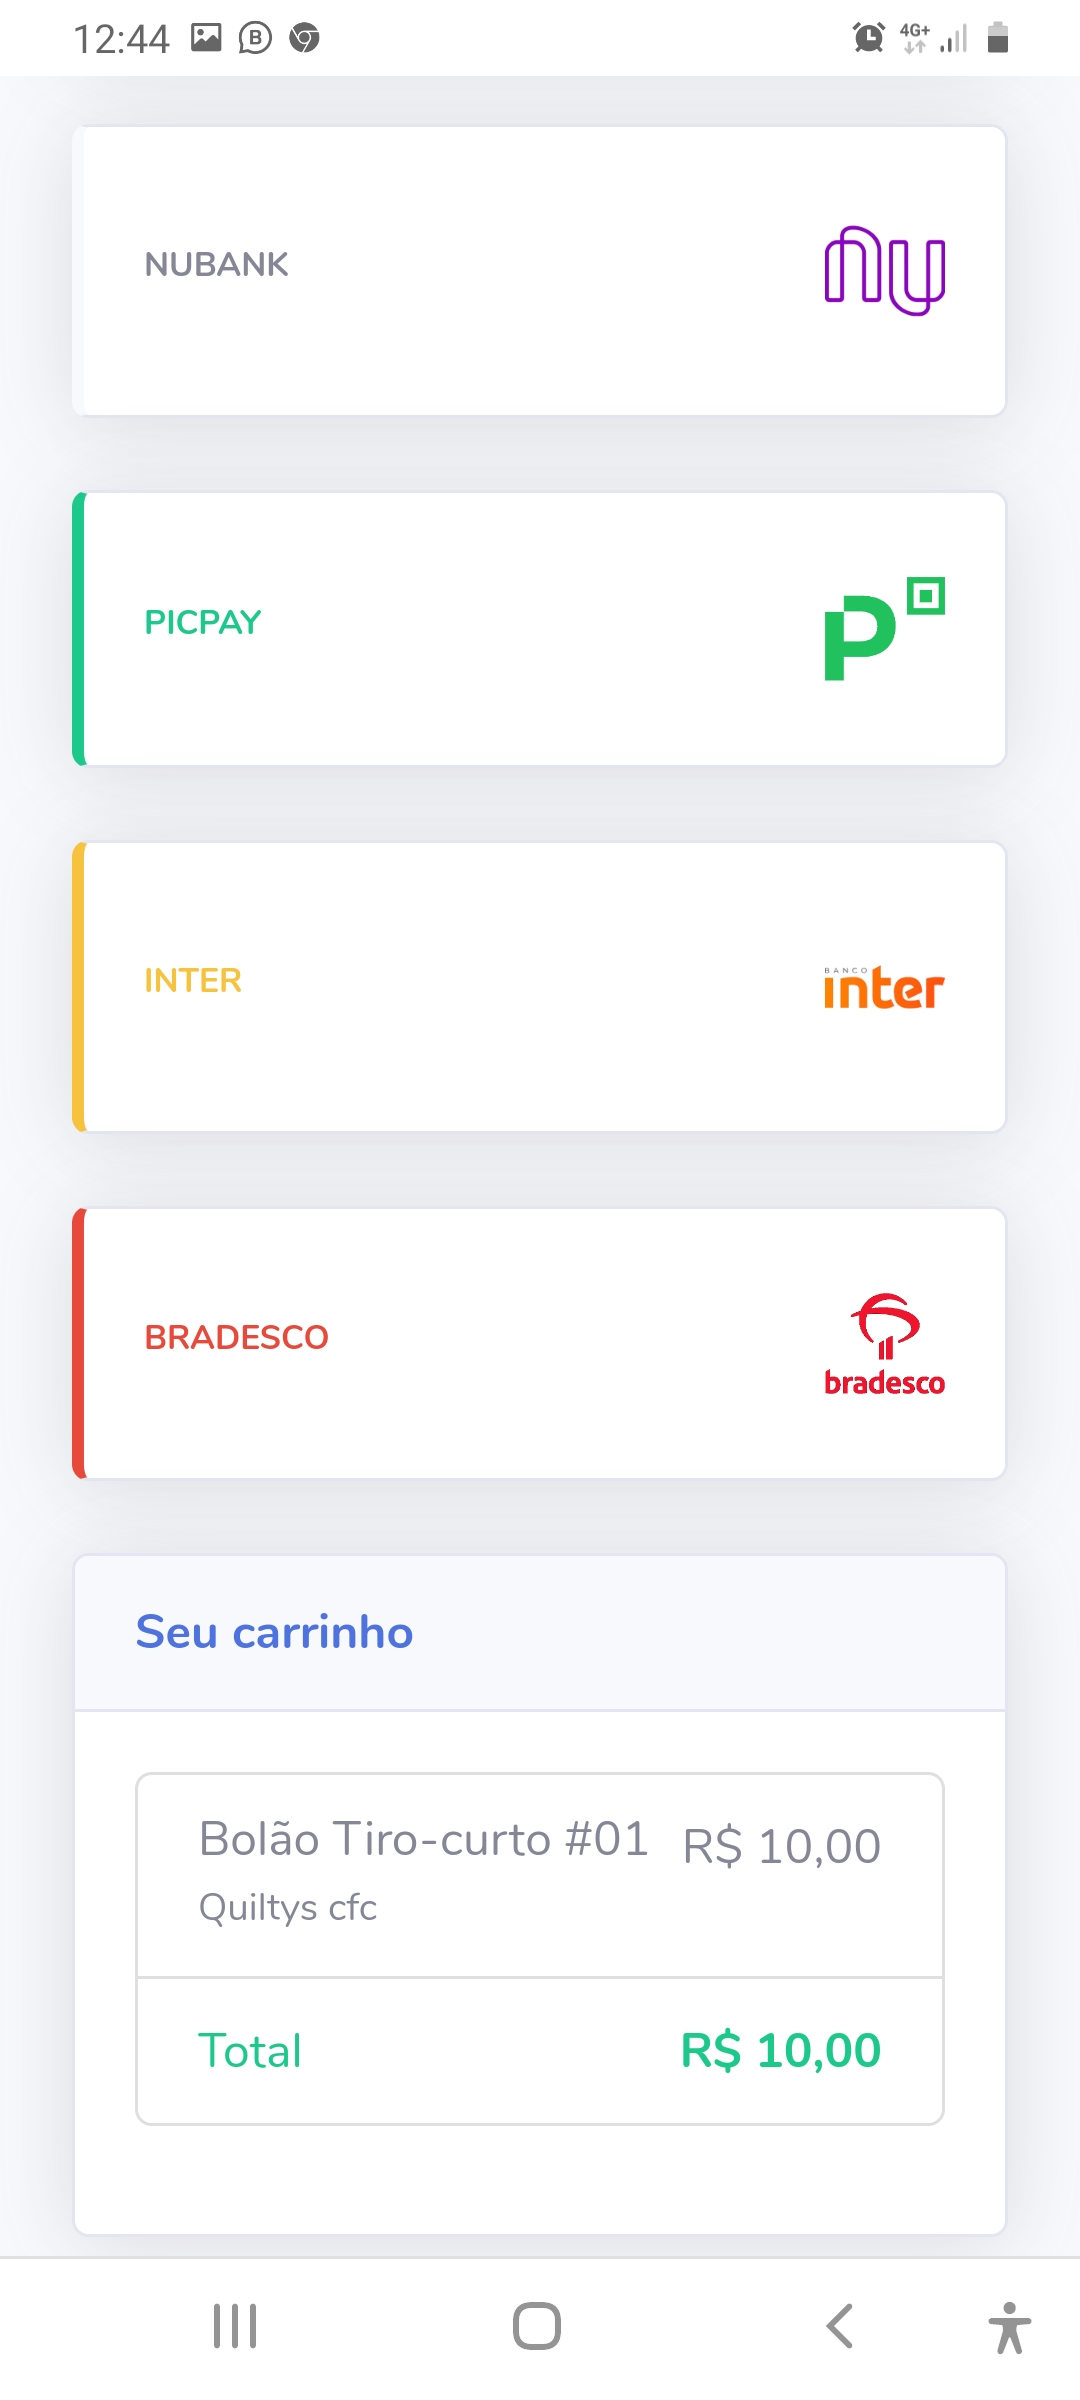 12:44
B
4G+
NUBANK
nu
PICPAY
P
INTER
BANCO
inter
BRADESCO
bradesco
Seu carrinho
Bolão Tiro-curto #01 R$ 10,00
Quiltys cfc
Total R$ 10,00